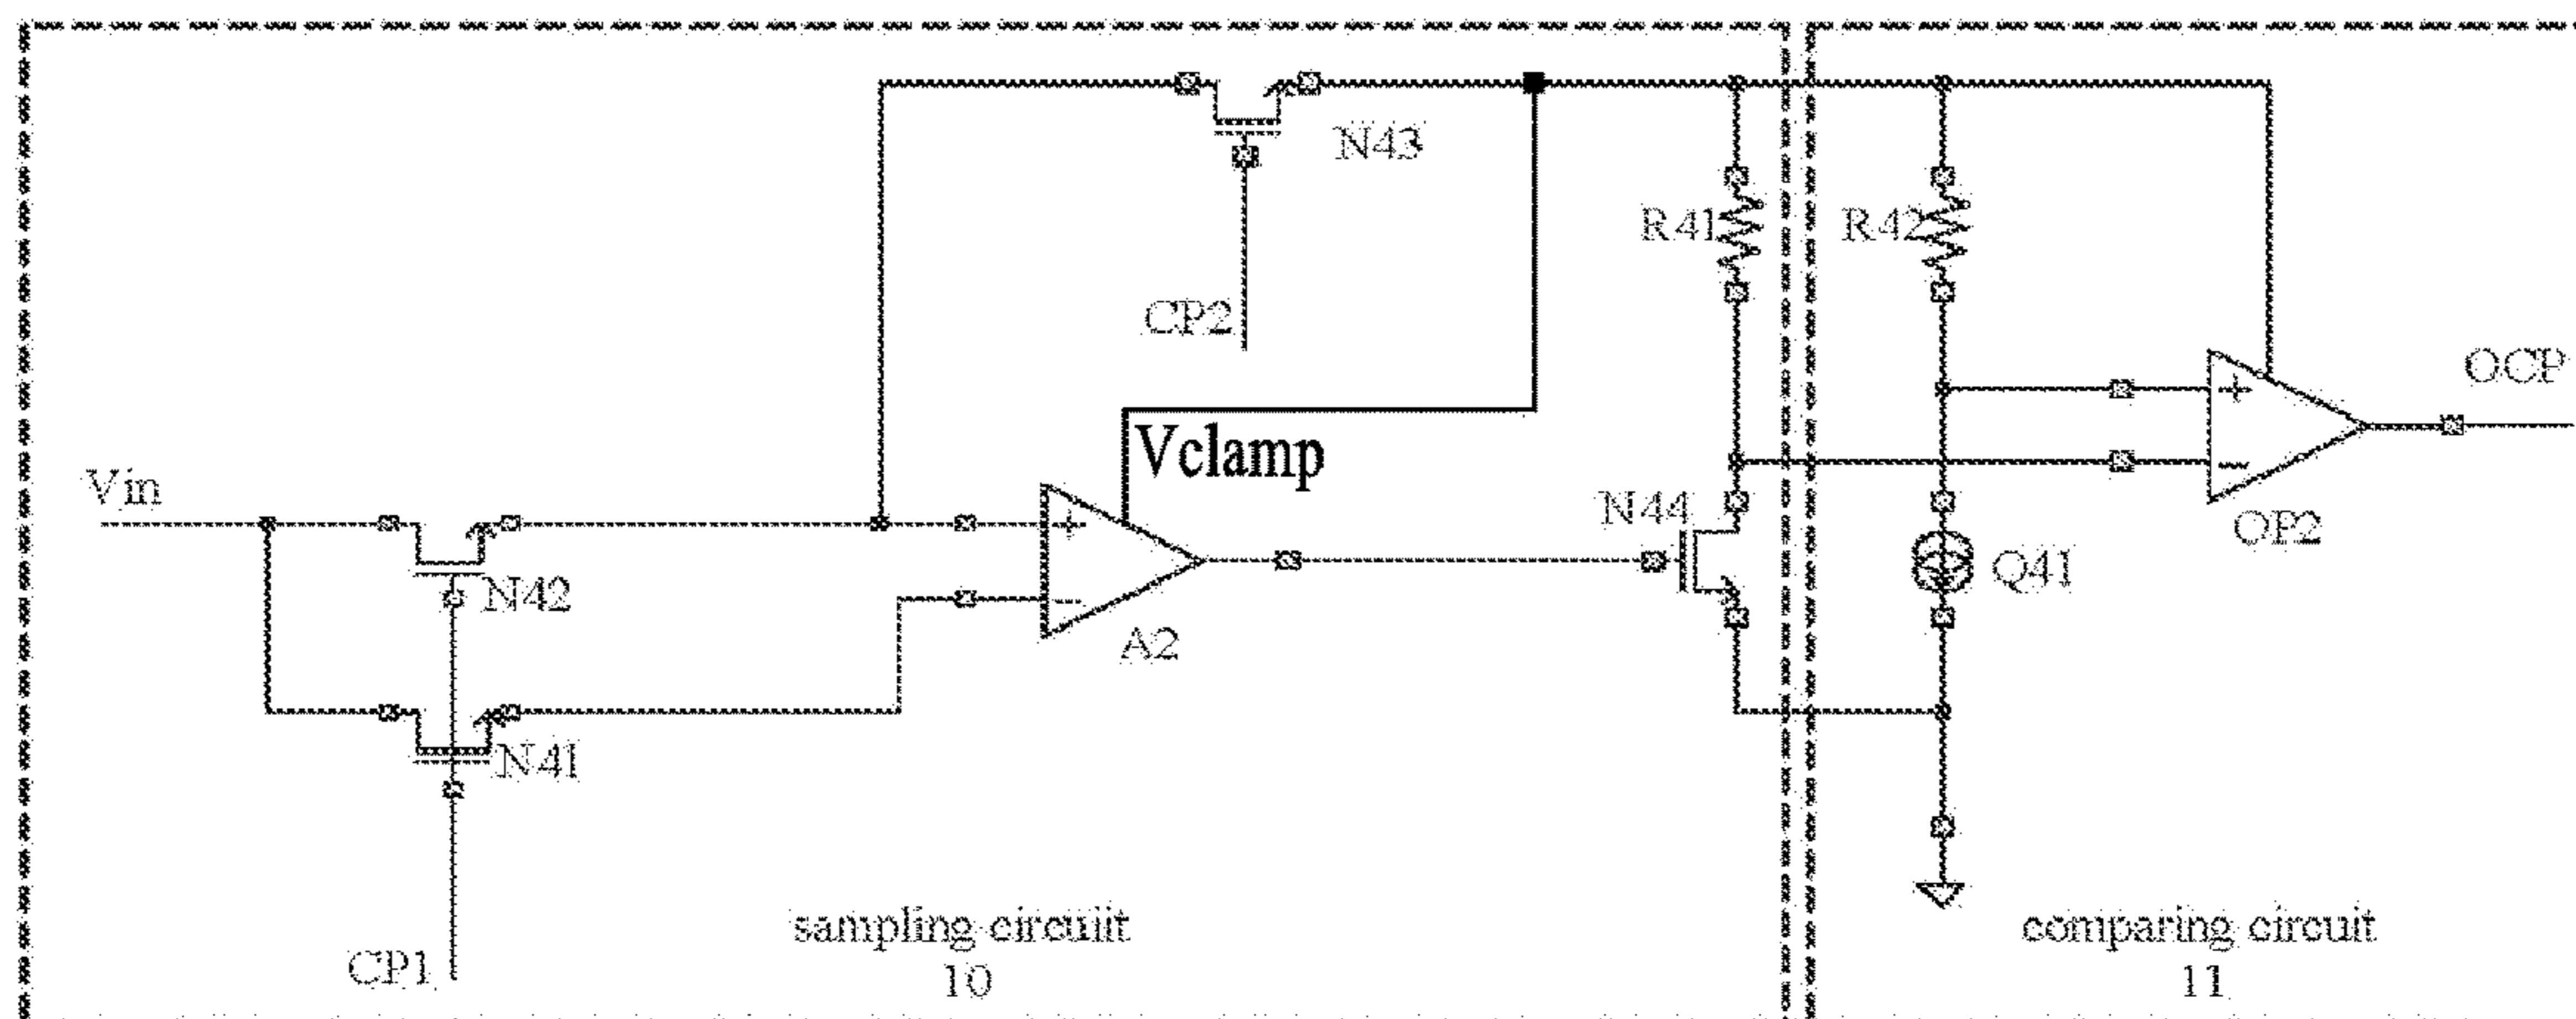 N43
R41
R42
CP2
OCP
Vclamp
Vin
+
+
−
N44
OP2
+
−
N42
Q41
A2
N41
sampling circuiit
10
comparing circuit
11
CP1